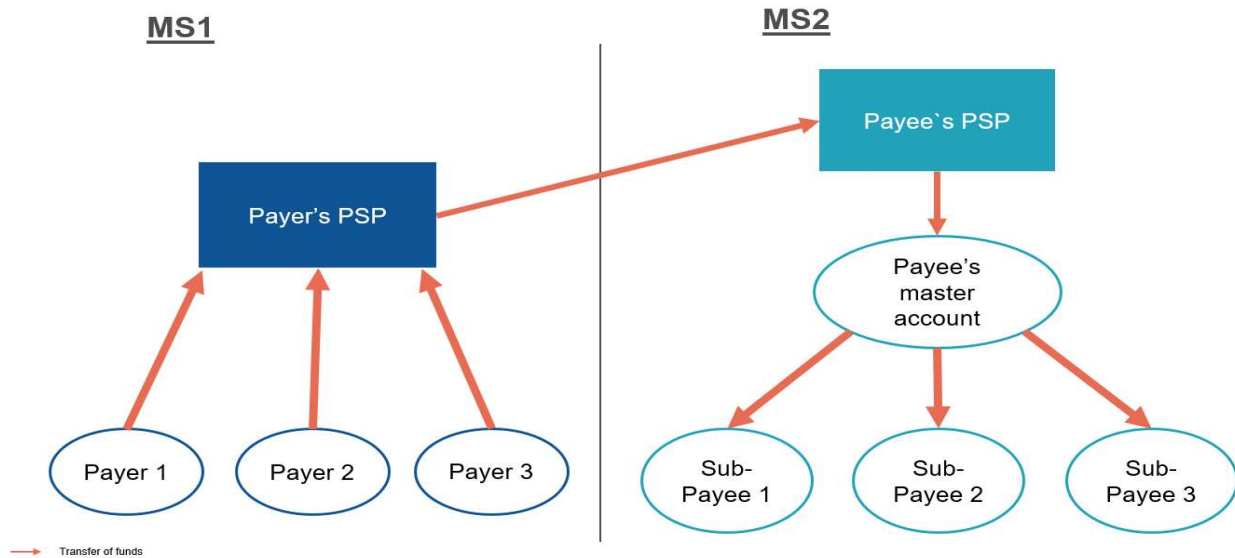 MS1
MS2
Payee`s PSP
Payer’s PSP
Payee’s
master
account
Payer 1
Payer 2
Payer 3
Sub-
Payee 1
Sub-
Payee 2
Sub-
Payee 3
Transfer of funds